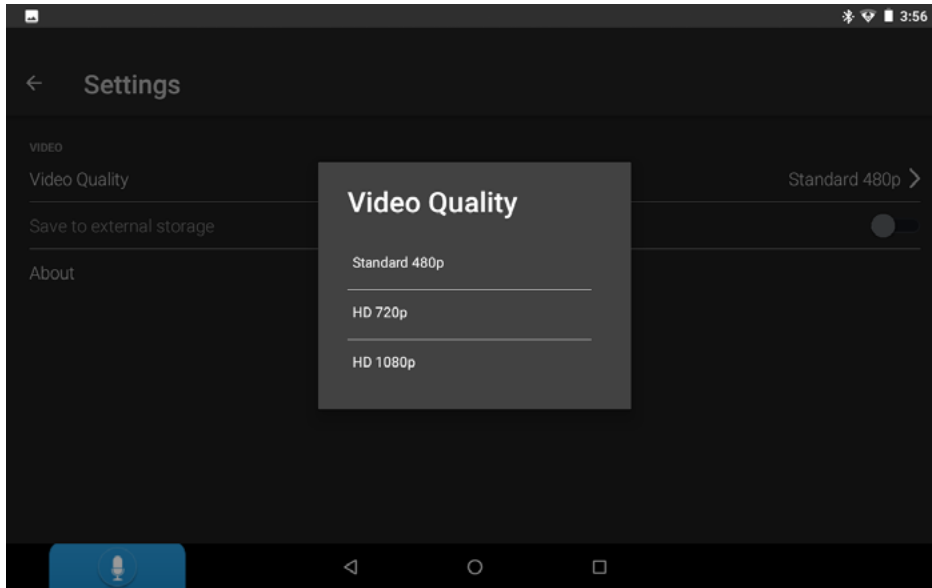 3:56
Settings
VIDEO
Video Quality
Standard 480p
Save to external storage
About
Video Quality
Standard 480p
HD 720p
HD 1080p